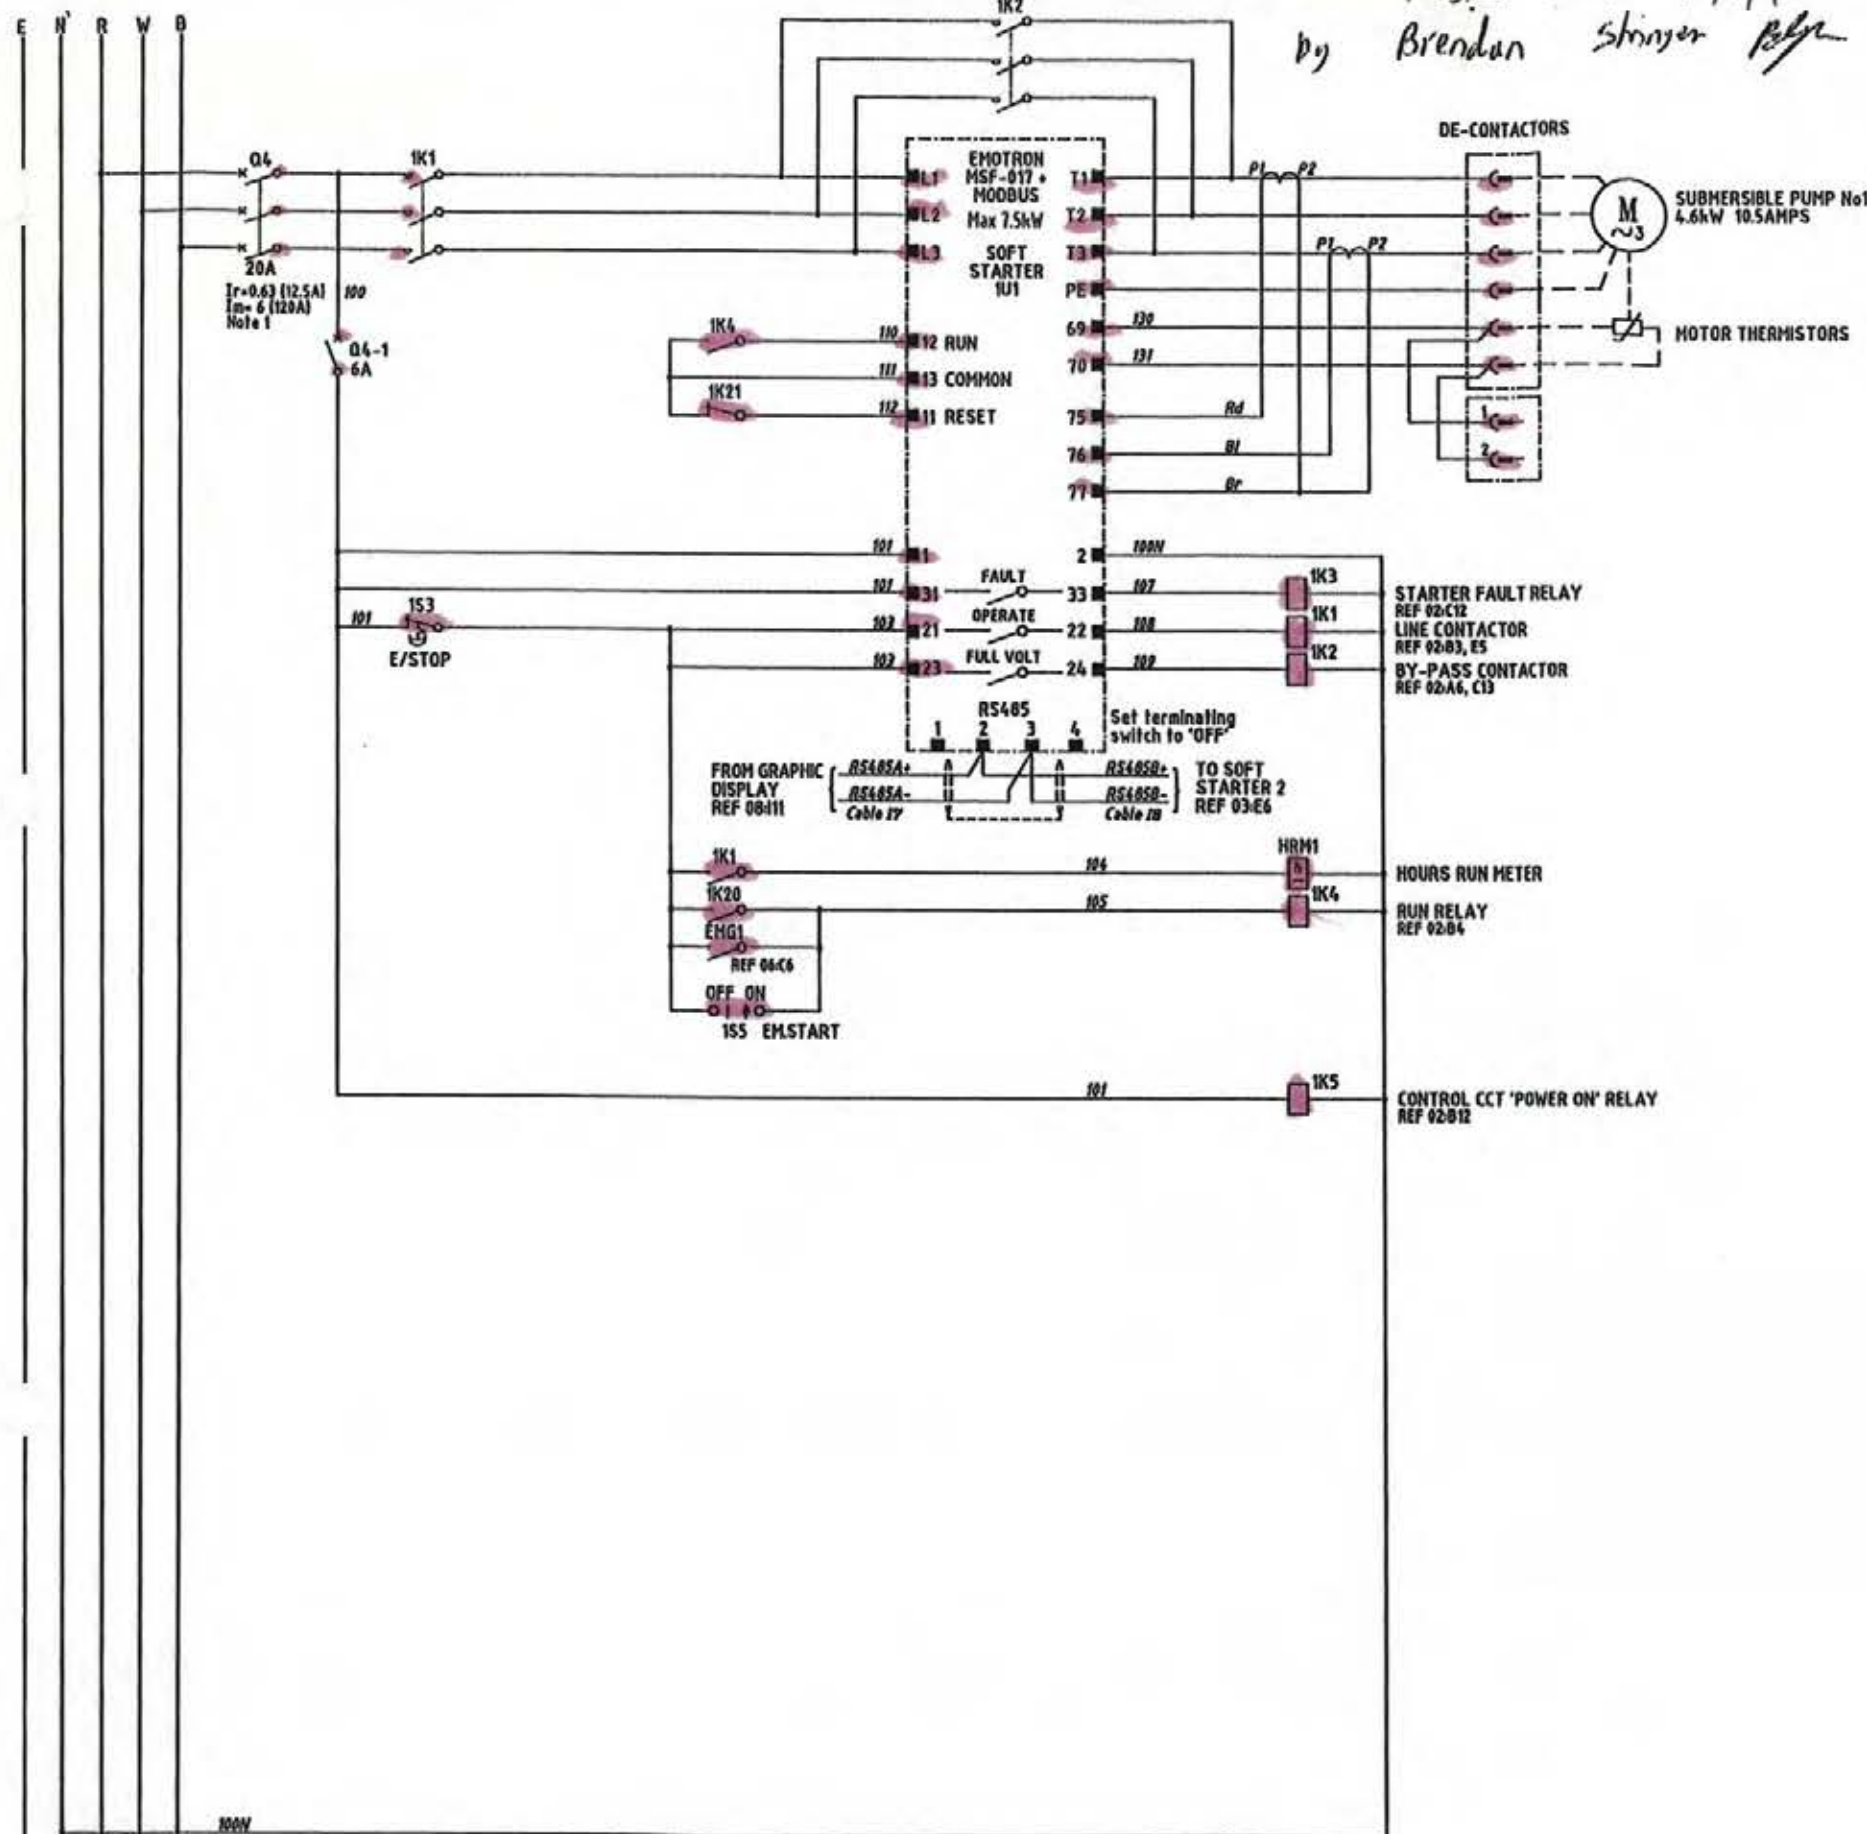 1K2
by Brendan Stringer
E N' R W B
DE-CONTACTORS
Q4
1K1
EMOTRON
MSF-017 +
MODBUS
Max 7.5kW
SOFT
STARTER
1U1
L1
L2
L3
T1
T2
T3
PE
P1 P2
P1 P2
M
~3
SUBMERSIBLE PUMP No1
4.6kW 10.5AMPS
20A
Ir=0.63 (12.5A)
Im= 6 (120A)
Note 1
100
Q4-1
6A
1K4
110
12 RUN
111
13 COMMON
1K21
112
11 RESET
69
130
70
131
MOTOR THERMISTORS
75
Rd
76
Bl
77
Br
1
2
101
1
2
100N
101
31
FAULT
33
107
1K3
STARTER FAULT RELAY
REF 02:C12
101
1S3
E/STOP
103
21
OPERATE
22
108
1K1
LINE CONTACTOR
REF 02:B3, E5
103
23
FULL VOLT
24
109
1K2
BY-PASS CONTACTOR
REF 02:A6, C13
RS485
1 2 3 4
Set terminating
switch to 'OFF'
FROM GRAPHIC
DISPLAY
REF 08:I11
RS485A+
RS485A-
Cable 17
RS485B+
RS485B-
Cable 18
TO SOFT
STARTER 2
REF 03:E6
1K1
104
HRM1
h
HOURS RUN METER
1K20
105
1K4
RUN RELAY
REF 02:B4
EMG1
REF 06:C6
OFF ON
1S5 EM.START
101
1K5
CONTROL CCT 'POWER ON' RELAY
REF 02:B12
100N